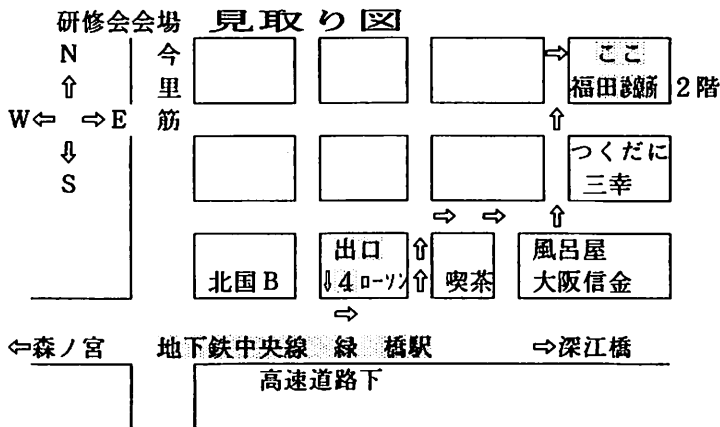 研修会会場 見取り図
N
W⇦ ⇨E
S
今里筋
⇨ ここ
福田 2階
⇧
つくだに
三幸
⇨ ⇨ ⇧
出口 ⇧
↓4 ローソン ⇧
北国B
喫茶
風呂屋
大阪信金
⇨
⇦森ノ宮 地下鉄中央線 緑 橋駅 ⇨深江橋
高速道路下